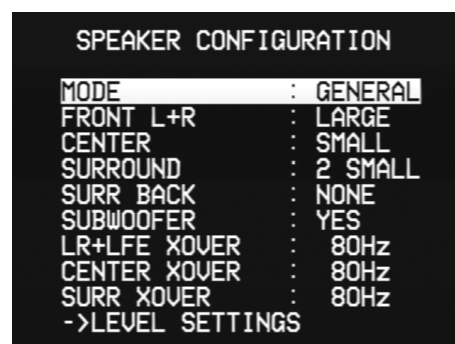 SPEAKER CONFIGURATION
MODE : GENERAL
FRONT L+R : LARGE
CENTER : SMALL
SURROUND : 2 SMALL
SURR BACK : NONE
SUBWOOFER : YES
LR+LFE XOVER : 80Hz
CENTER XOVER : 80Hz
SURR XOVER : 80Hz
->LEVEL SETTINGS